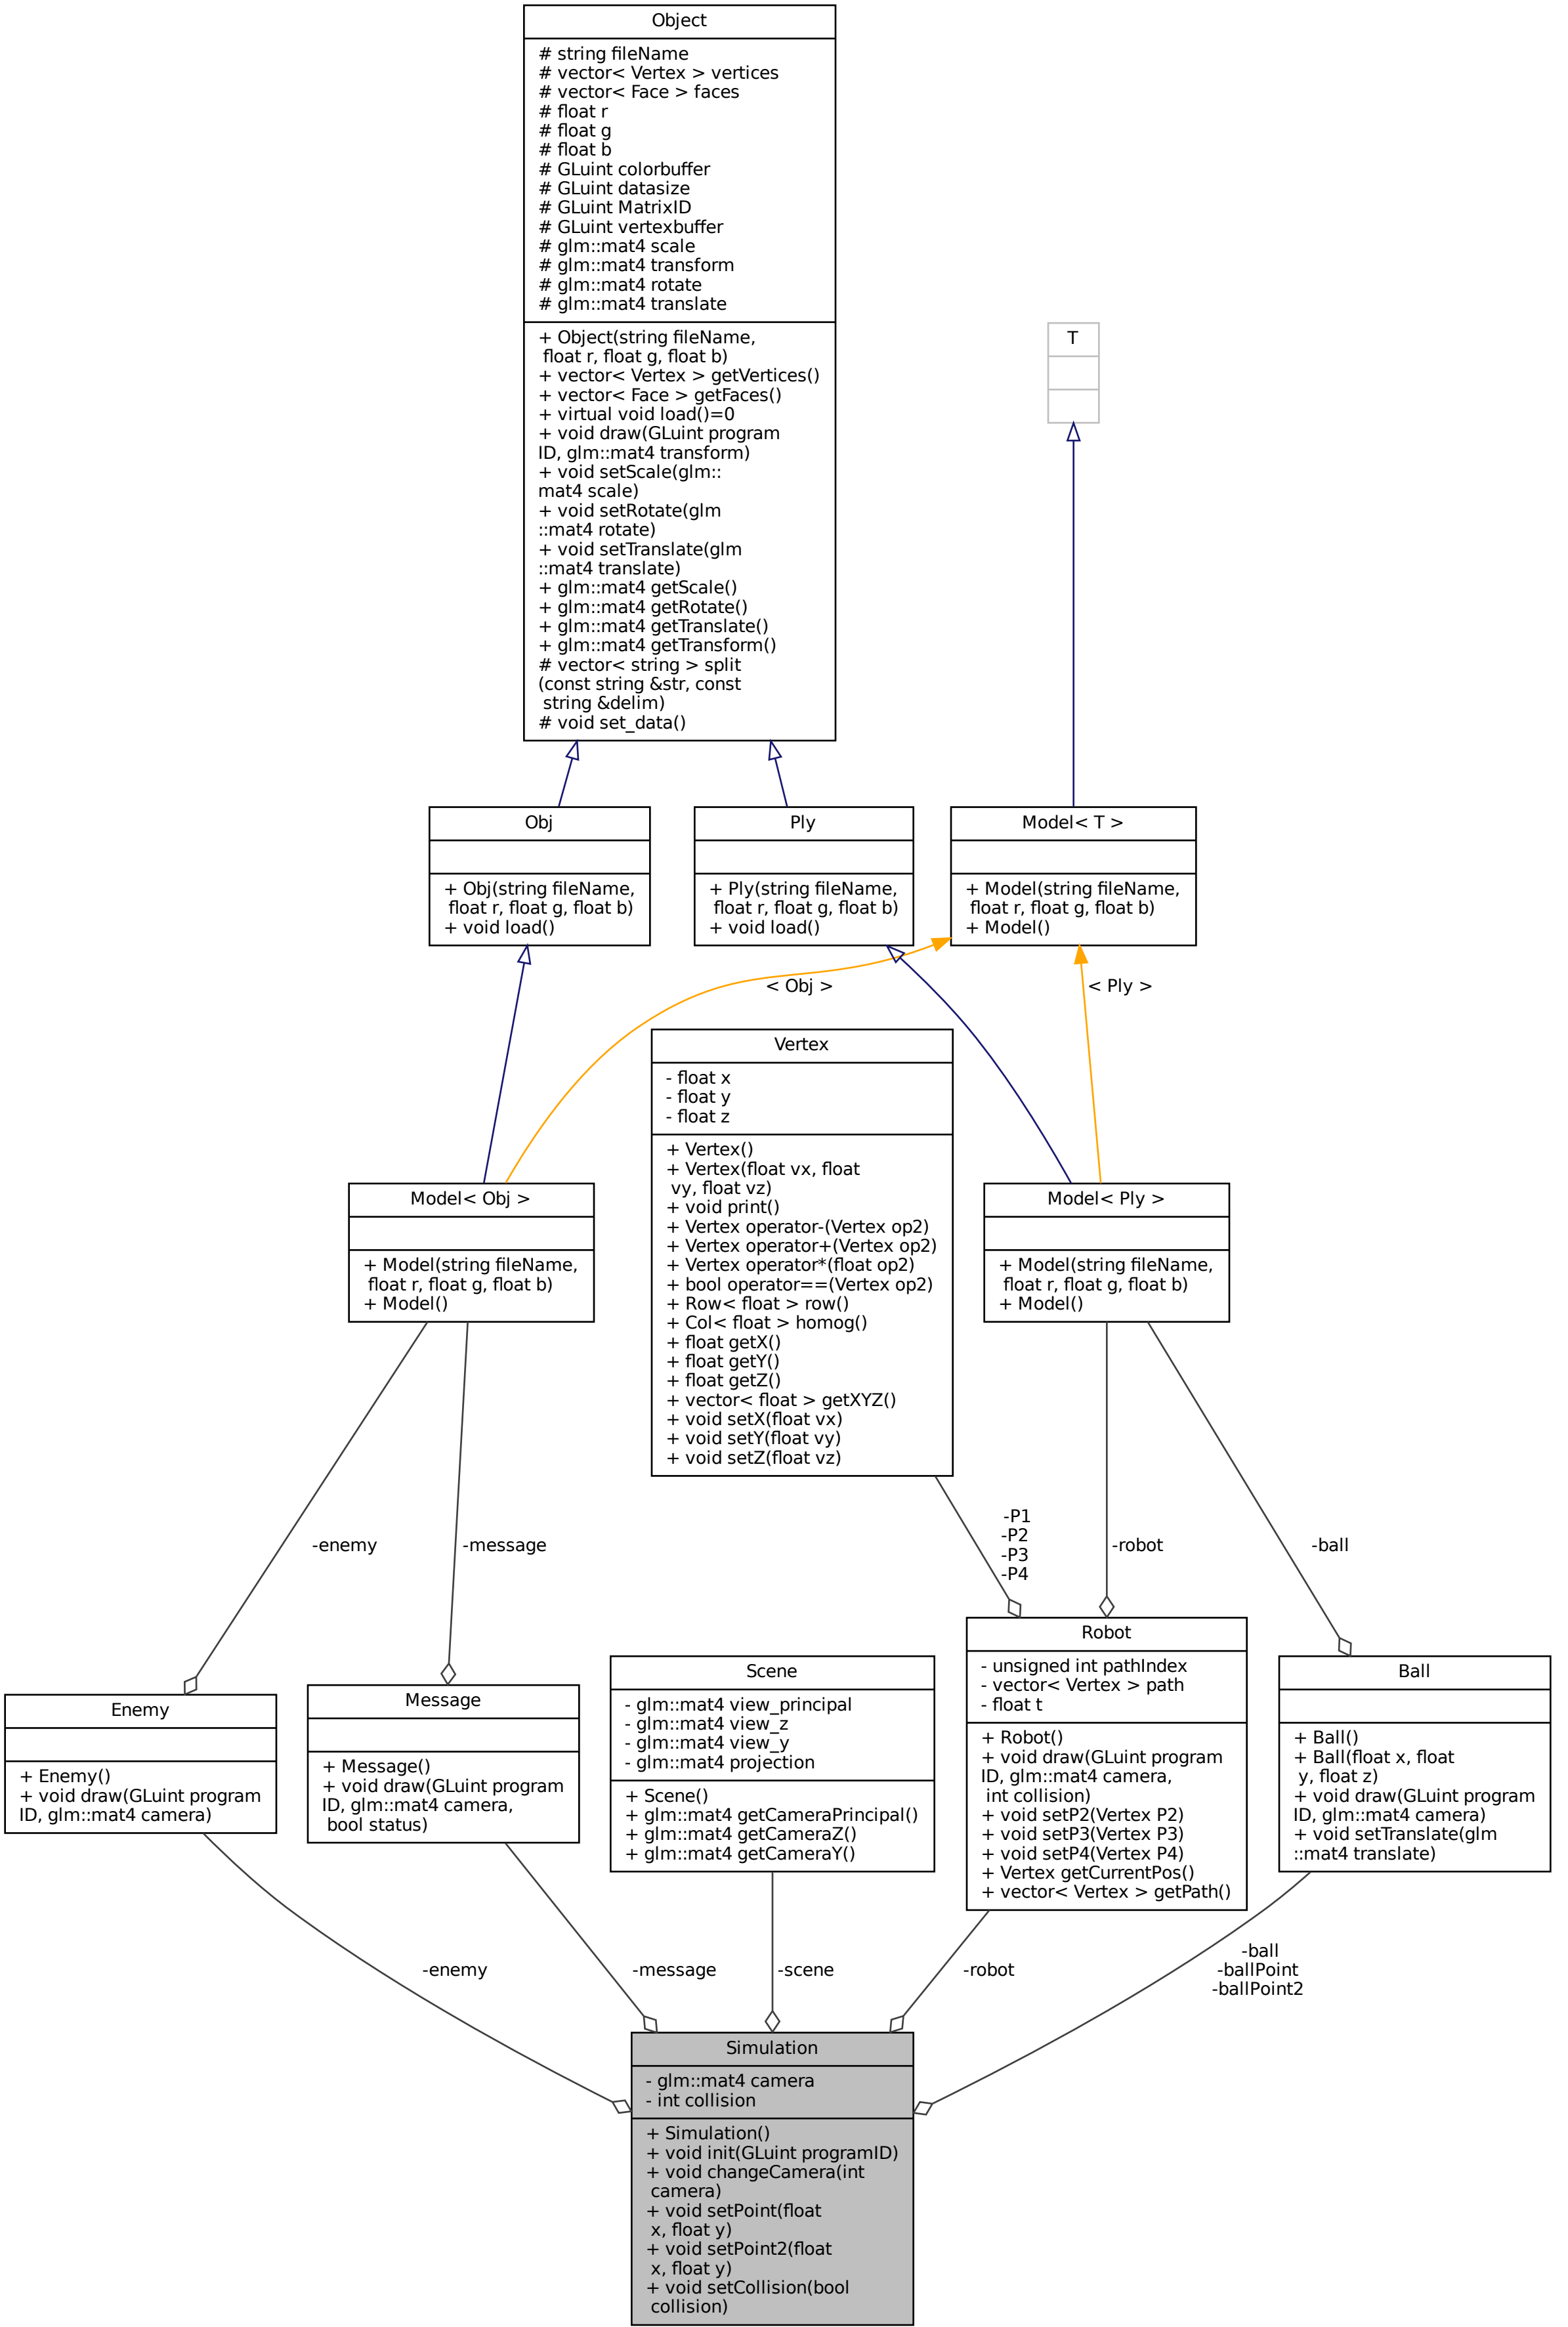 Object
# string fileName
# vector< Vertex > vertices
# vector< Face > faces
# float r
# float g
# float b
# GLuint colorbuffer
# GLuint datasize
# GLuint MatrixID
# GLuint vertexbuffer
# glm::mat4 scale
# glm::mat4 transform
# glm::mat4 rotate
# glm::mat4 translate
+ Object(string fileName,
float r, float g, float b)
+ vector< Vertex > getVertices()
+ vector< Face > getFaces()
+ virtual void load()=0
+ void draw(GLuint program
ID, glm::mat4 transform)
+ void setScale(glm::
mat4 scale)
+ void setRotate(glm
::mat4 rotate)
+ void setTranslate(glm
::mat4 translate)
+ glm::mat4 getScale()
+ glm::mat4 getRotate()
+ glm::mat4 getTranslate()
+ glm::mat4 getTransform()
# vector< string > split
(const string &str, const
string &delim)
# void set_data()
T
Obj
+ Obj(string fileName,
float r, float g, float b)
+ void load()
Ply
+ Ply(string fileName,
float r, float g, float b)
+ void load()
Model< T >
+ Model(string fileName,
float r, float g, float b)
+ Model()
< Obj >
< Ply >
Model< Obj >
+ Model(string fileName,
float r, float g, float b)
+ Model()
Vertex
- float x
- float y
- float z
+ Vertex()
+ Vertex(float vx, float
vy, float vz)
+ void print()
+ Vertex operator-(Vertex op2)
+ Vertex operator+(Vertex op2)
+ Vertex operator*(float op2)
+ bool operator==(Vertex op2)
+ Row< float > row()
+ Col< float > homog()
+ float getX()
+ float getY()
+ float getZ()
+ vector< float > getXYZ()
+ void setX(float vx)
+ void setY(float vy)
+ void setZ(float vz)
Model< Ply >
+ Model(string fileName,
float r, float g, float b)
+ Model()
-enemy
-message
-P1
-P2
-P3
-P4
-robot
-ball
Enemy
+ Enemy()
+ void draw(GLuint program
ID, glm::mat4 camera)
Message
+ Message()
+ void draw(GLuint program
ID, glm::mat4 camera,
bool status)
Scene
- glm::mat4 view_principal
- glm::mat4 view_z
- glm::mat4 view_y
- glm::mat4 projection
+ Scene()
+ glm::mat4 getCameraPrincipal()
+ glm::mat4 getCameraZ()
+ glm::mat4 getCameraY()
Robot
- unsigned int pathIndex
- vector< Vertex > path
- float t
+ Robot()
+ void draw(GLuint program
ID, glm::mat4 camera,
int collision)
+ void setP2(Vertex P2)
+ void setP3(Vertex P3)
+ void setP4(Vertex P4)
+ Vertex getCurrentPos()
+ vector< Vertex > getPath()
Ball
+ Ball()
+ Ball(float x, float
y, float z)
+ void draw(GLuint program
ID, glm::mat4 camera)
+ void setTranslate(glm
::mat4 translate)
-enemy
-message
-scene
-robot
-ball
-ballPoint
-ballPoint2
Simulation
- glm::mat4 camera
- int collision
+ Simulation()
+ void init(GLuint programID)
+ void changeCamera(int
camera)
+ void setPoint(float
x, float y)
+ void setPoint2(float
x, float y)
+ void setCollision(bool
collision)